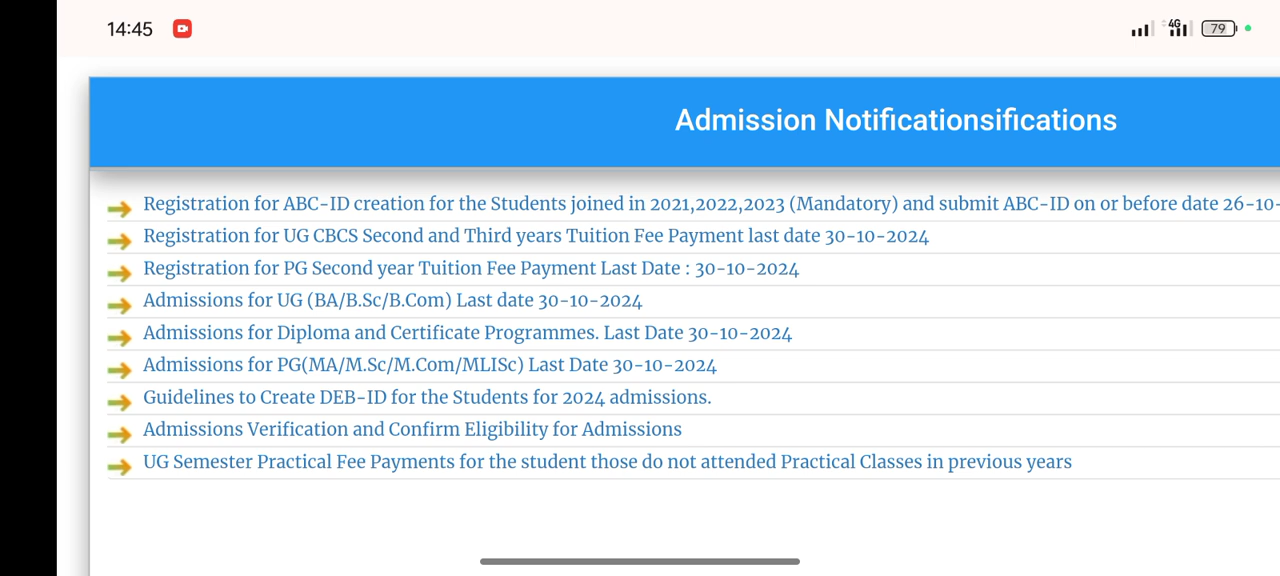 14:45
4G
79
Admission Notificationsifications
Registration for ABC-ID creation for the Students joined in 2021,2022,2023 (Mandatory) and submit ABC-ID on or before date 26-10-
Registration for UG CBCS Second and Third years Tuition Fee Payment last date 30-10-2024
Registration for PG Second year Tuition Fee Payment Last Date : 30-10-2024
Admissions for UG (BA/B.Sc/B.Com) Last date 30-10-2024
Admissions for Diploma and Certificate Programmes. Last Date 30-10-2024
Admissions for PG(MA/M.Sc/M.Com/MLISc) Last Date 30-10-2024
Guidelines to Create DEB-ID for the Students for 2024 admissions.
Admissions Verification and Confirm Eligibility for Admissions
UG Semester Practical Fee Payments for the student those do not attended Practical Classes in previous years